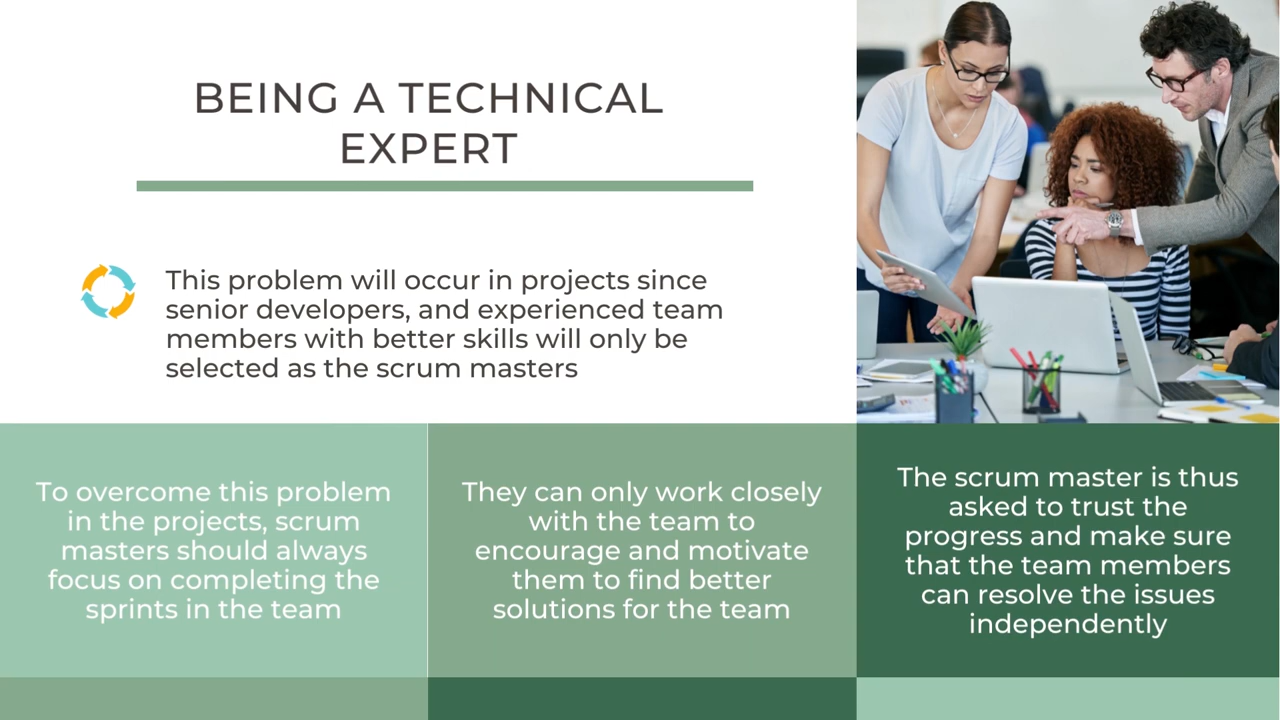 BEING A TECHNICAL
EXPERT
This problem will occur in projects since
senior developers, and experienced team
members with better skills will only be
selected as the scrum masters
To overcome this problem
in the projects, scrum
masters should always
focus on completing the
sprints in the team
They can only work closely
with the team to
encourage and motivate
them to find better
solutions for the team
The scrum master is thus
asked to trust the
progress and make sure
that the team members
can resolve the issues
independently